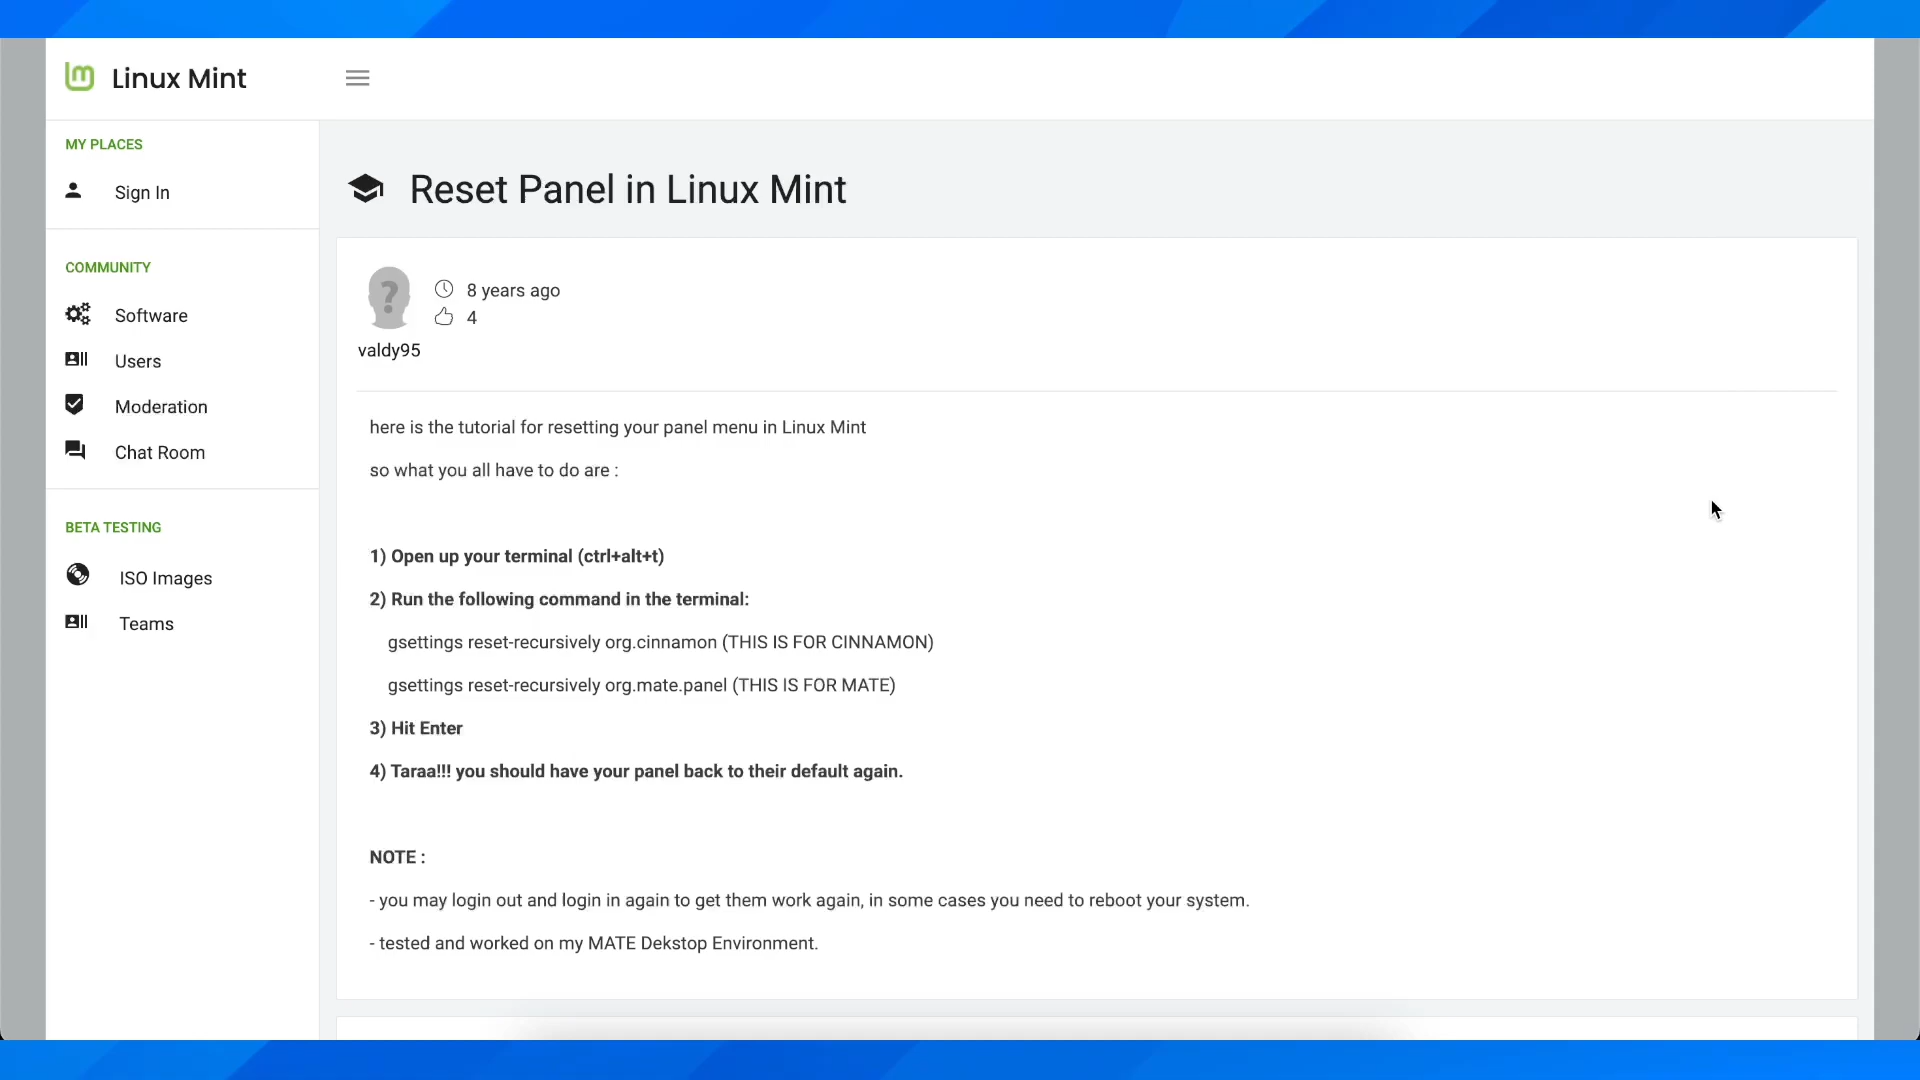 Linux Mint
MY PLACES
Sign In
COMMUNITY
Software
Users
Moderation
Chat Room
BETA TESTING
ISO Images
Teams
Reset Panel in Linux Mint
8 years ago
4
valdy95
here is the tutorial for resetting your panel menu in Linux Mint
so what you all have to do are :
1) Open up your terminal (ctrl+alt+t)
2) Run the following command in the terminal:
gsettings reset-recursively org.cinnamon (THIS IS FOR CINNAMON)
gsettings reset-recursively org.mate.panel (THIS IS FOR MATE)
3) Hit Enter
4) Taraa!!! you should have your panel back to their default again.
NOTE :
- you may login out and login in again to get them work again, in some cases you need to reboot your system.
- tested and worked on my MATE Dekstop Environment.